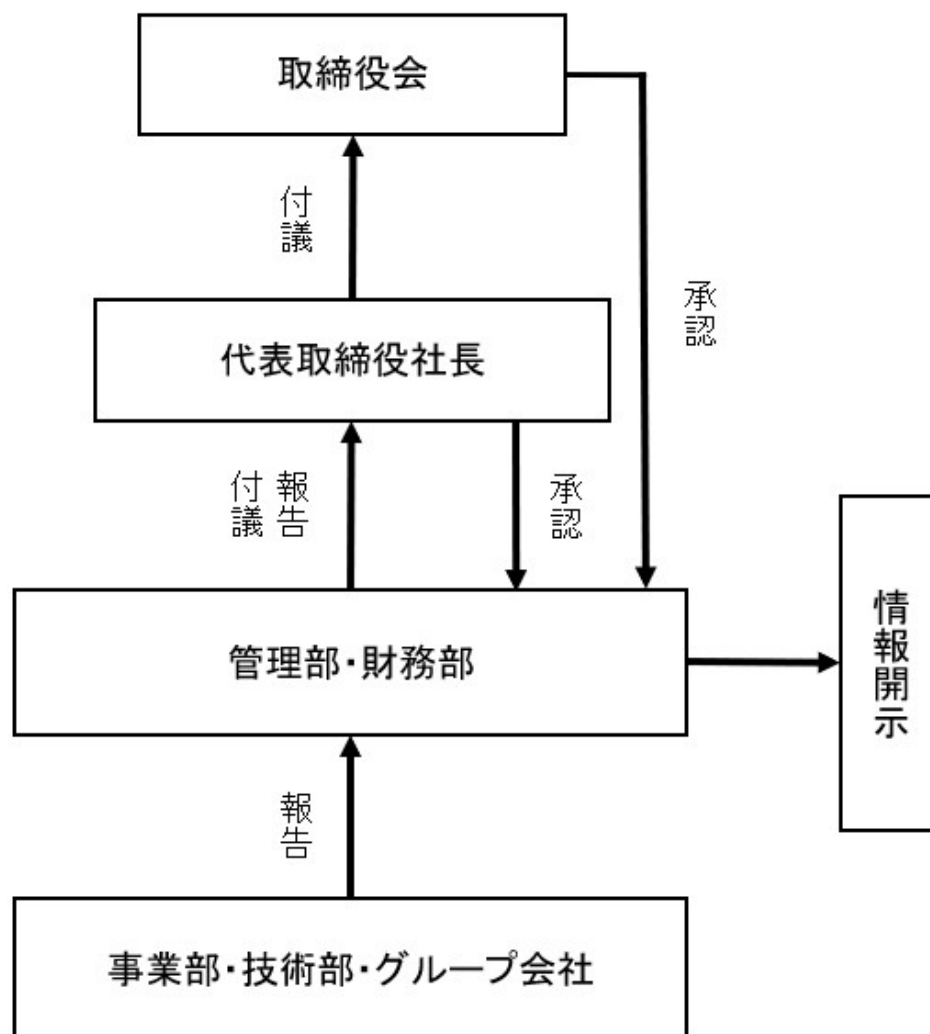 取締役会
付議
承認
代表取締役社長
報告
付議
承認
管理部・財務部
情報開示
報告
事業部・技術部・グループ会社